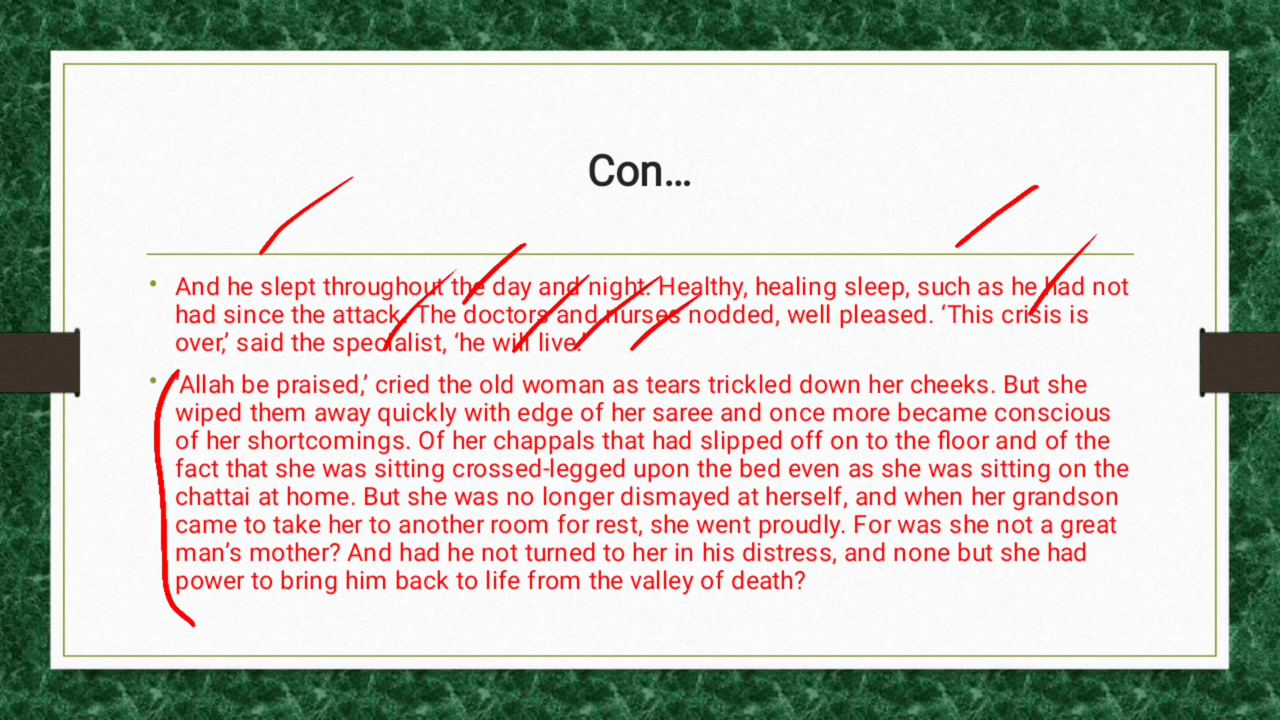 Con...
And he slept throughout the day and night. Healthy, healing sleep, such as he had not
had since the attack. The doctors and nurses nodded, well pleased. ‘This crisis is
over,’ said the specialist, ‘he will live.’
‘Allah be praised,’ cried the old woman as tears trickled down her cheeks. But she
wiped them away quickly with edge of her saree and once more became conscious
of her shortcomings. Of her chappals that had slipped off on to the floor and of the
fact that she was sitting crossed-legged upon the bed even as she was sitting on the
chattai at home. But she was no longer dismayed at herself, and when her grandson
came to take her to another room for rest, she went proudly. For was she not a great
man’s mother? And had he not turned to her in his distress, and none but she had
power to bring him back to life from the valley of death?